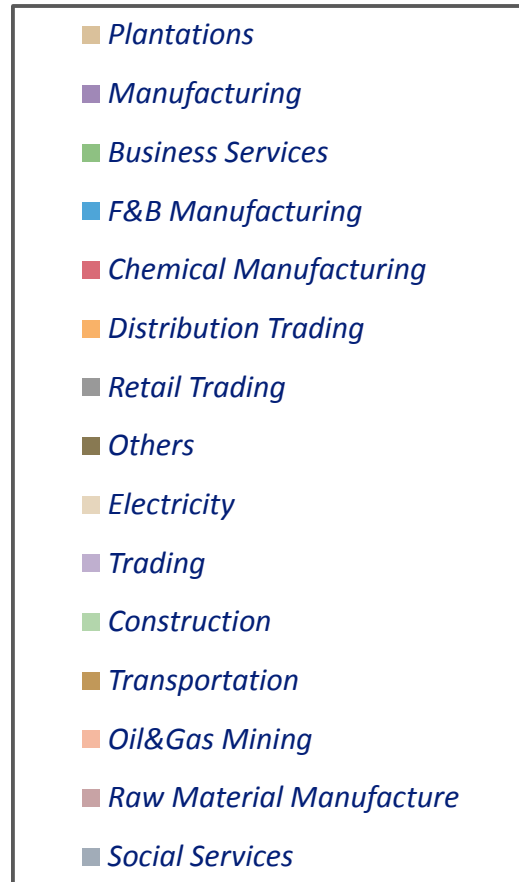 Plantations
Manufacturing
Business Services
F&B Manufacturing
Chemical Manufacturing
Distribution Trading
Retail Trading
Others
Electricity
Trading
Construction
Transportation
Oil&Gas Mining
Raw Material Manufacture
Social Services